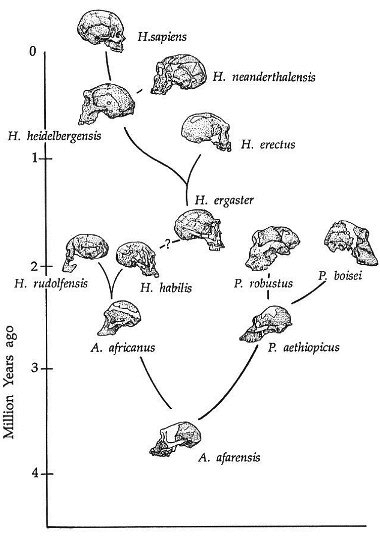 0
H.sapiens
H. neanderthalensis
H. heidelbergensis
H. erectus
1
H. ergaster
?
2
H. rudolfensis
H. habilis
P. robustus
P. boisei
A. africanus
P. aethiopicus
3
A. afarensis
4
Million Years ago